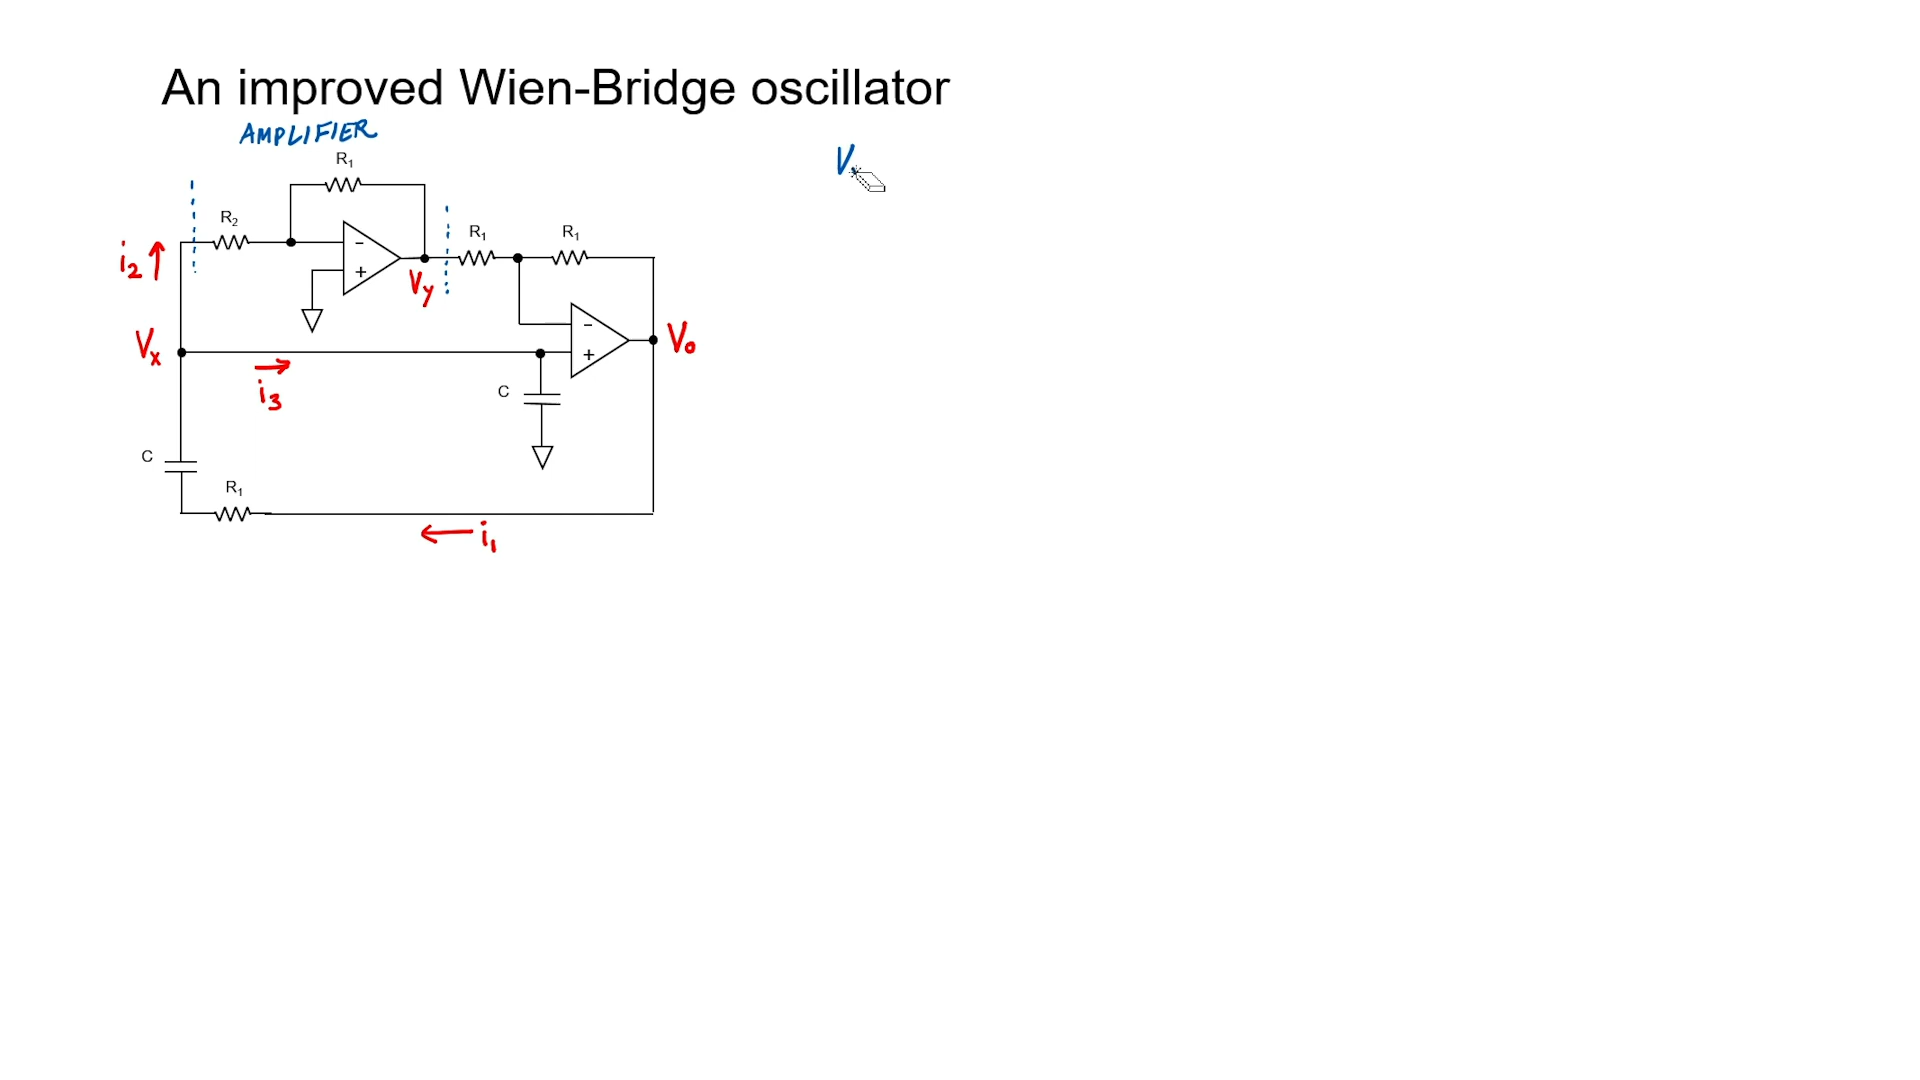 An improved Wien-Bridge oscillator
AMPLIFIER
V
R1
R2
R1
R1
i2
−
+
Vy
Vx
−
+
Vo
i3
C
C
R1
i1